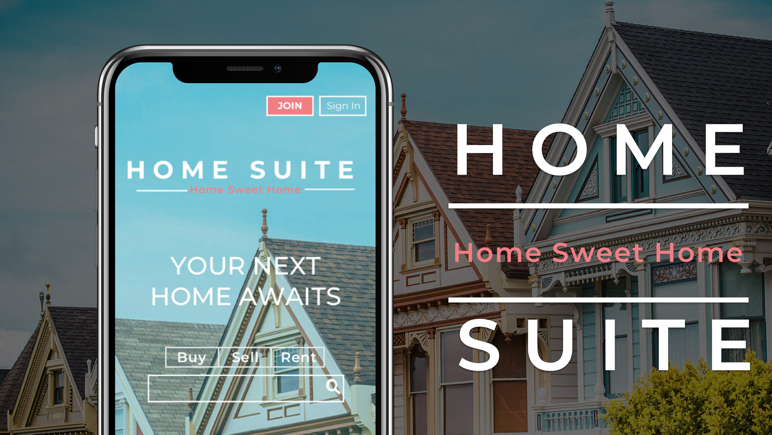 JOIN Sign In
HOME SUITE
Home Sweet Home
YOUR NEXT
HOME AWAITS
Buy Sell Rent
HOME
Home Sweet Home
SUITE